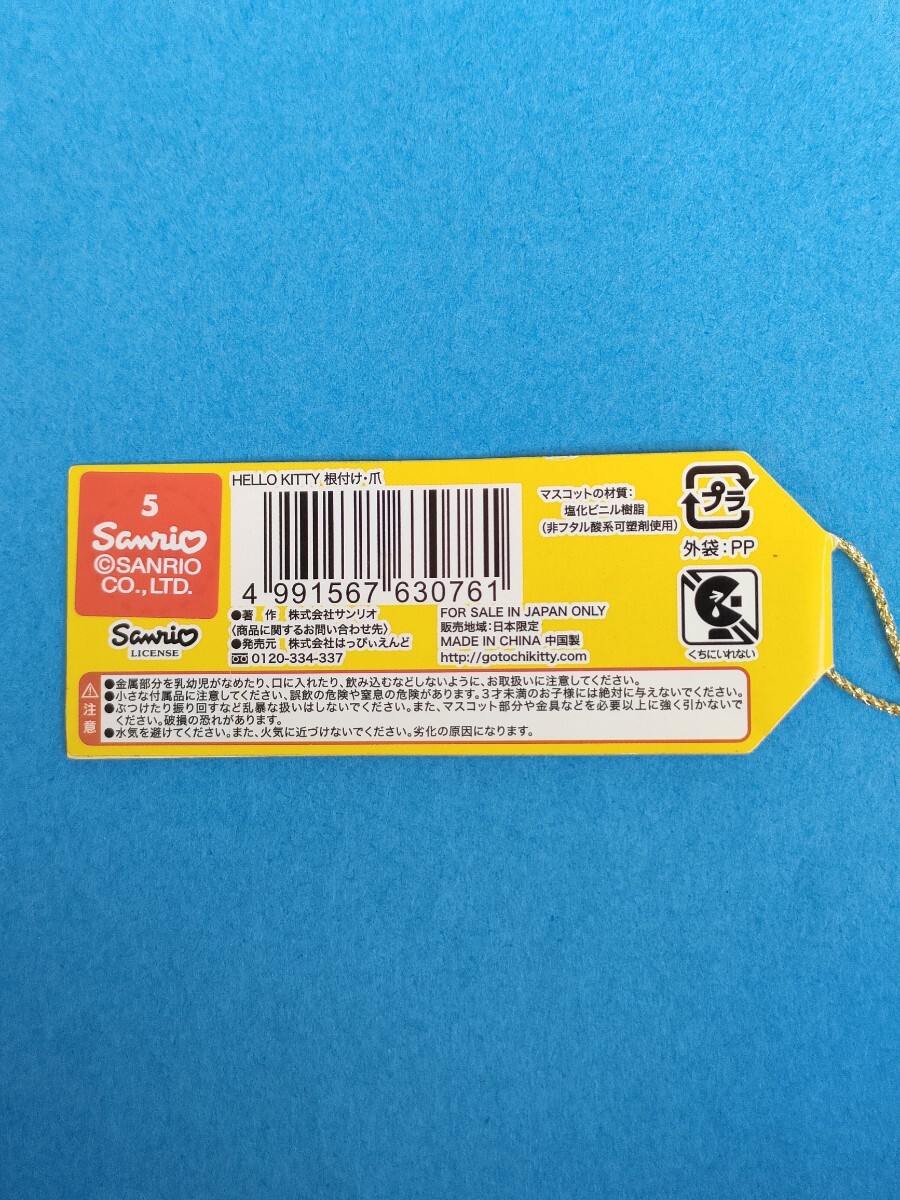 5
Sanrio
©SANRIO
CO.,LTD.
Sanrio
LICENSE
HELLO KITTY 根付け・爪
4 991567 630761
●著 作 株式会社サンリオ
〈商品に関するお問い合わせ先〉
●発売元 株式会社はっぴぃえんど
0120-334-337
FOR SALE IN JAPAN ONLY
販売地域:日本限定
MADE IN CHINA 中国製
http://gotochikitty.com
マスコットの材質:
塩化ビニル樹脂
(非フタル酸系可塑剤使用)
プラ
外袋:PP
くちにいれない
注意
●金属部分を乳幼児がなめたり、口に入れたり、飲み込むなどしないように、お取扱いに注意してください。
●小さな付属品に注意してください、誤飲の危険や窒息の危険があります。3才未満のお子様には絶対に与えないでください。
●ぶつけたり振り回すなど乱暴な扱いはしないでください。また、マスコット部分や金具などを必要以上に強く引かないで
ください。破損の恐れがあります。
●水気を避けてください。また、火気に近づけないでください。劣化の原因になります。